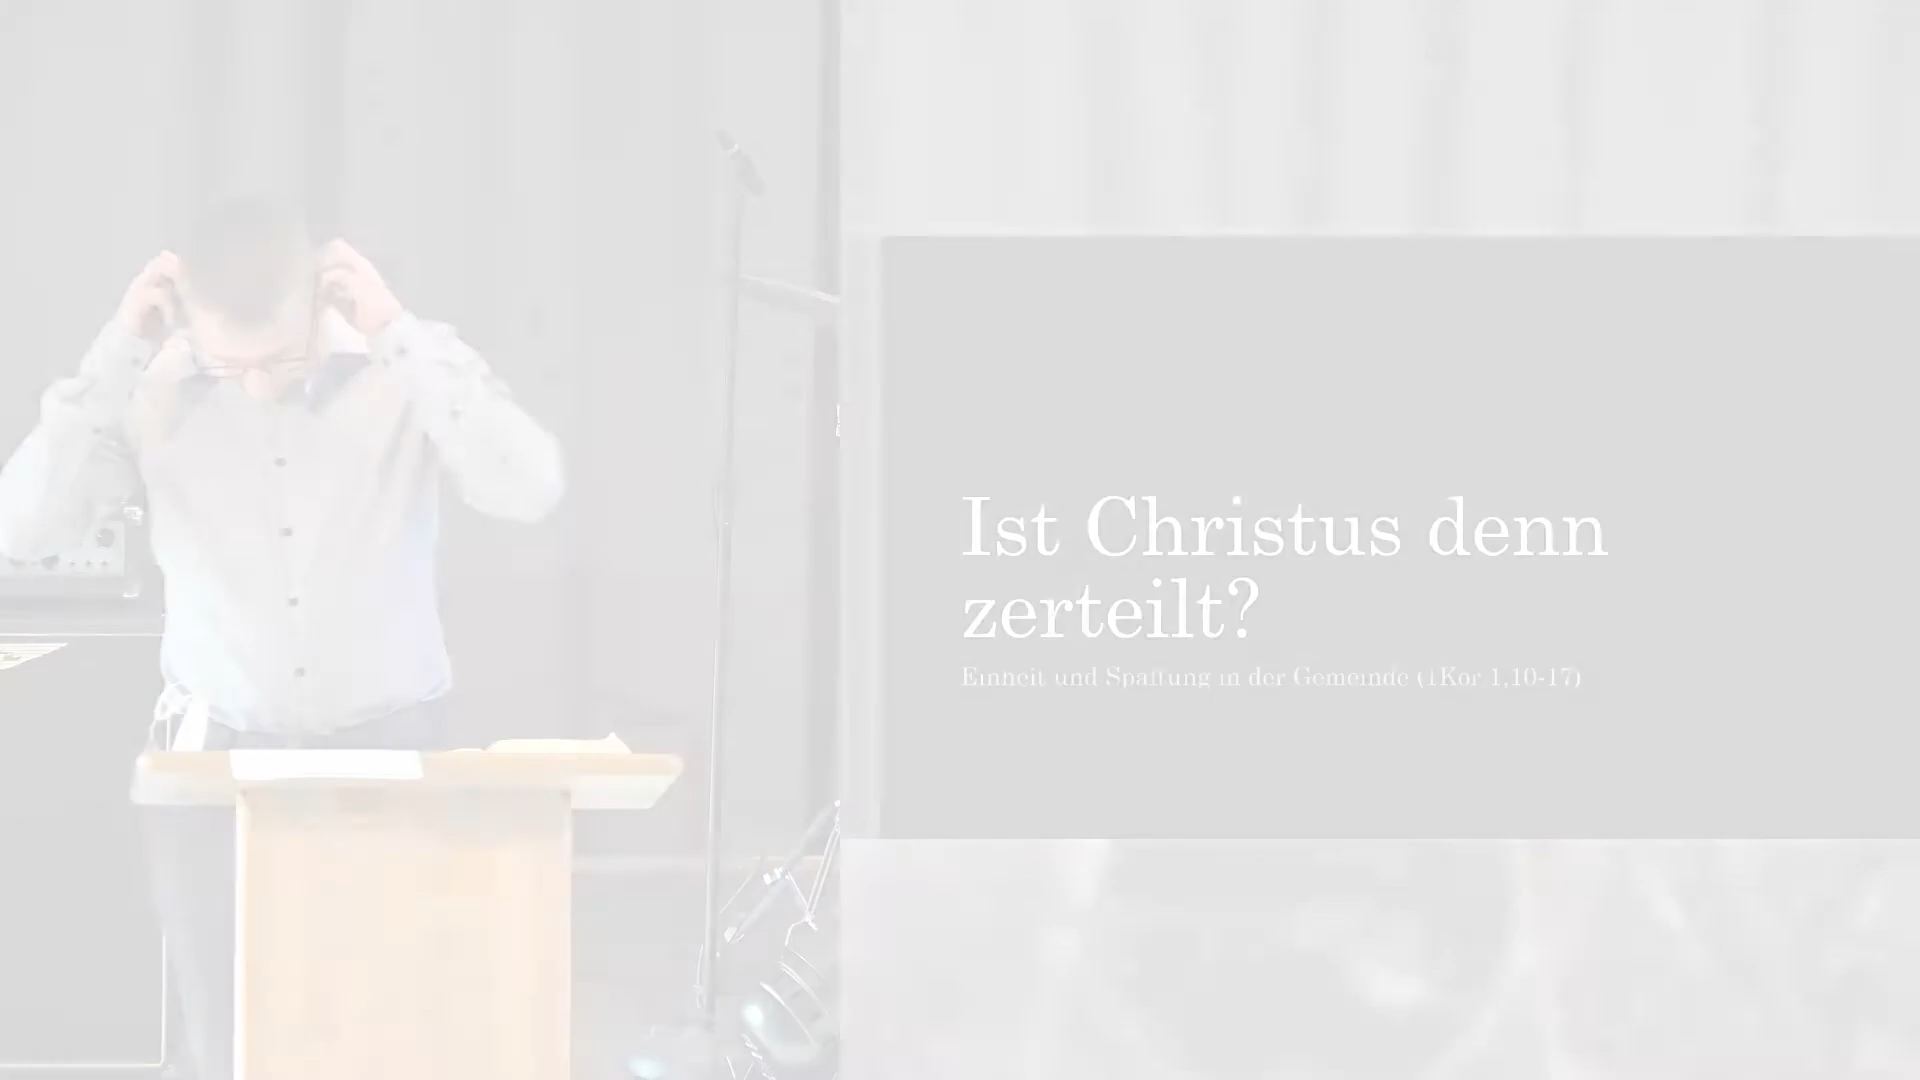 Ist Christus denn
zerteilt?
Einheit und Spaltung in der Gemeinde (1Kor 1,10-17)